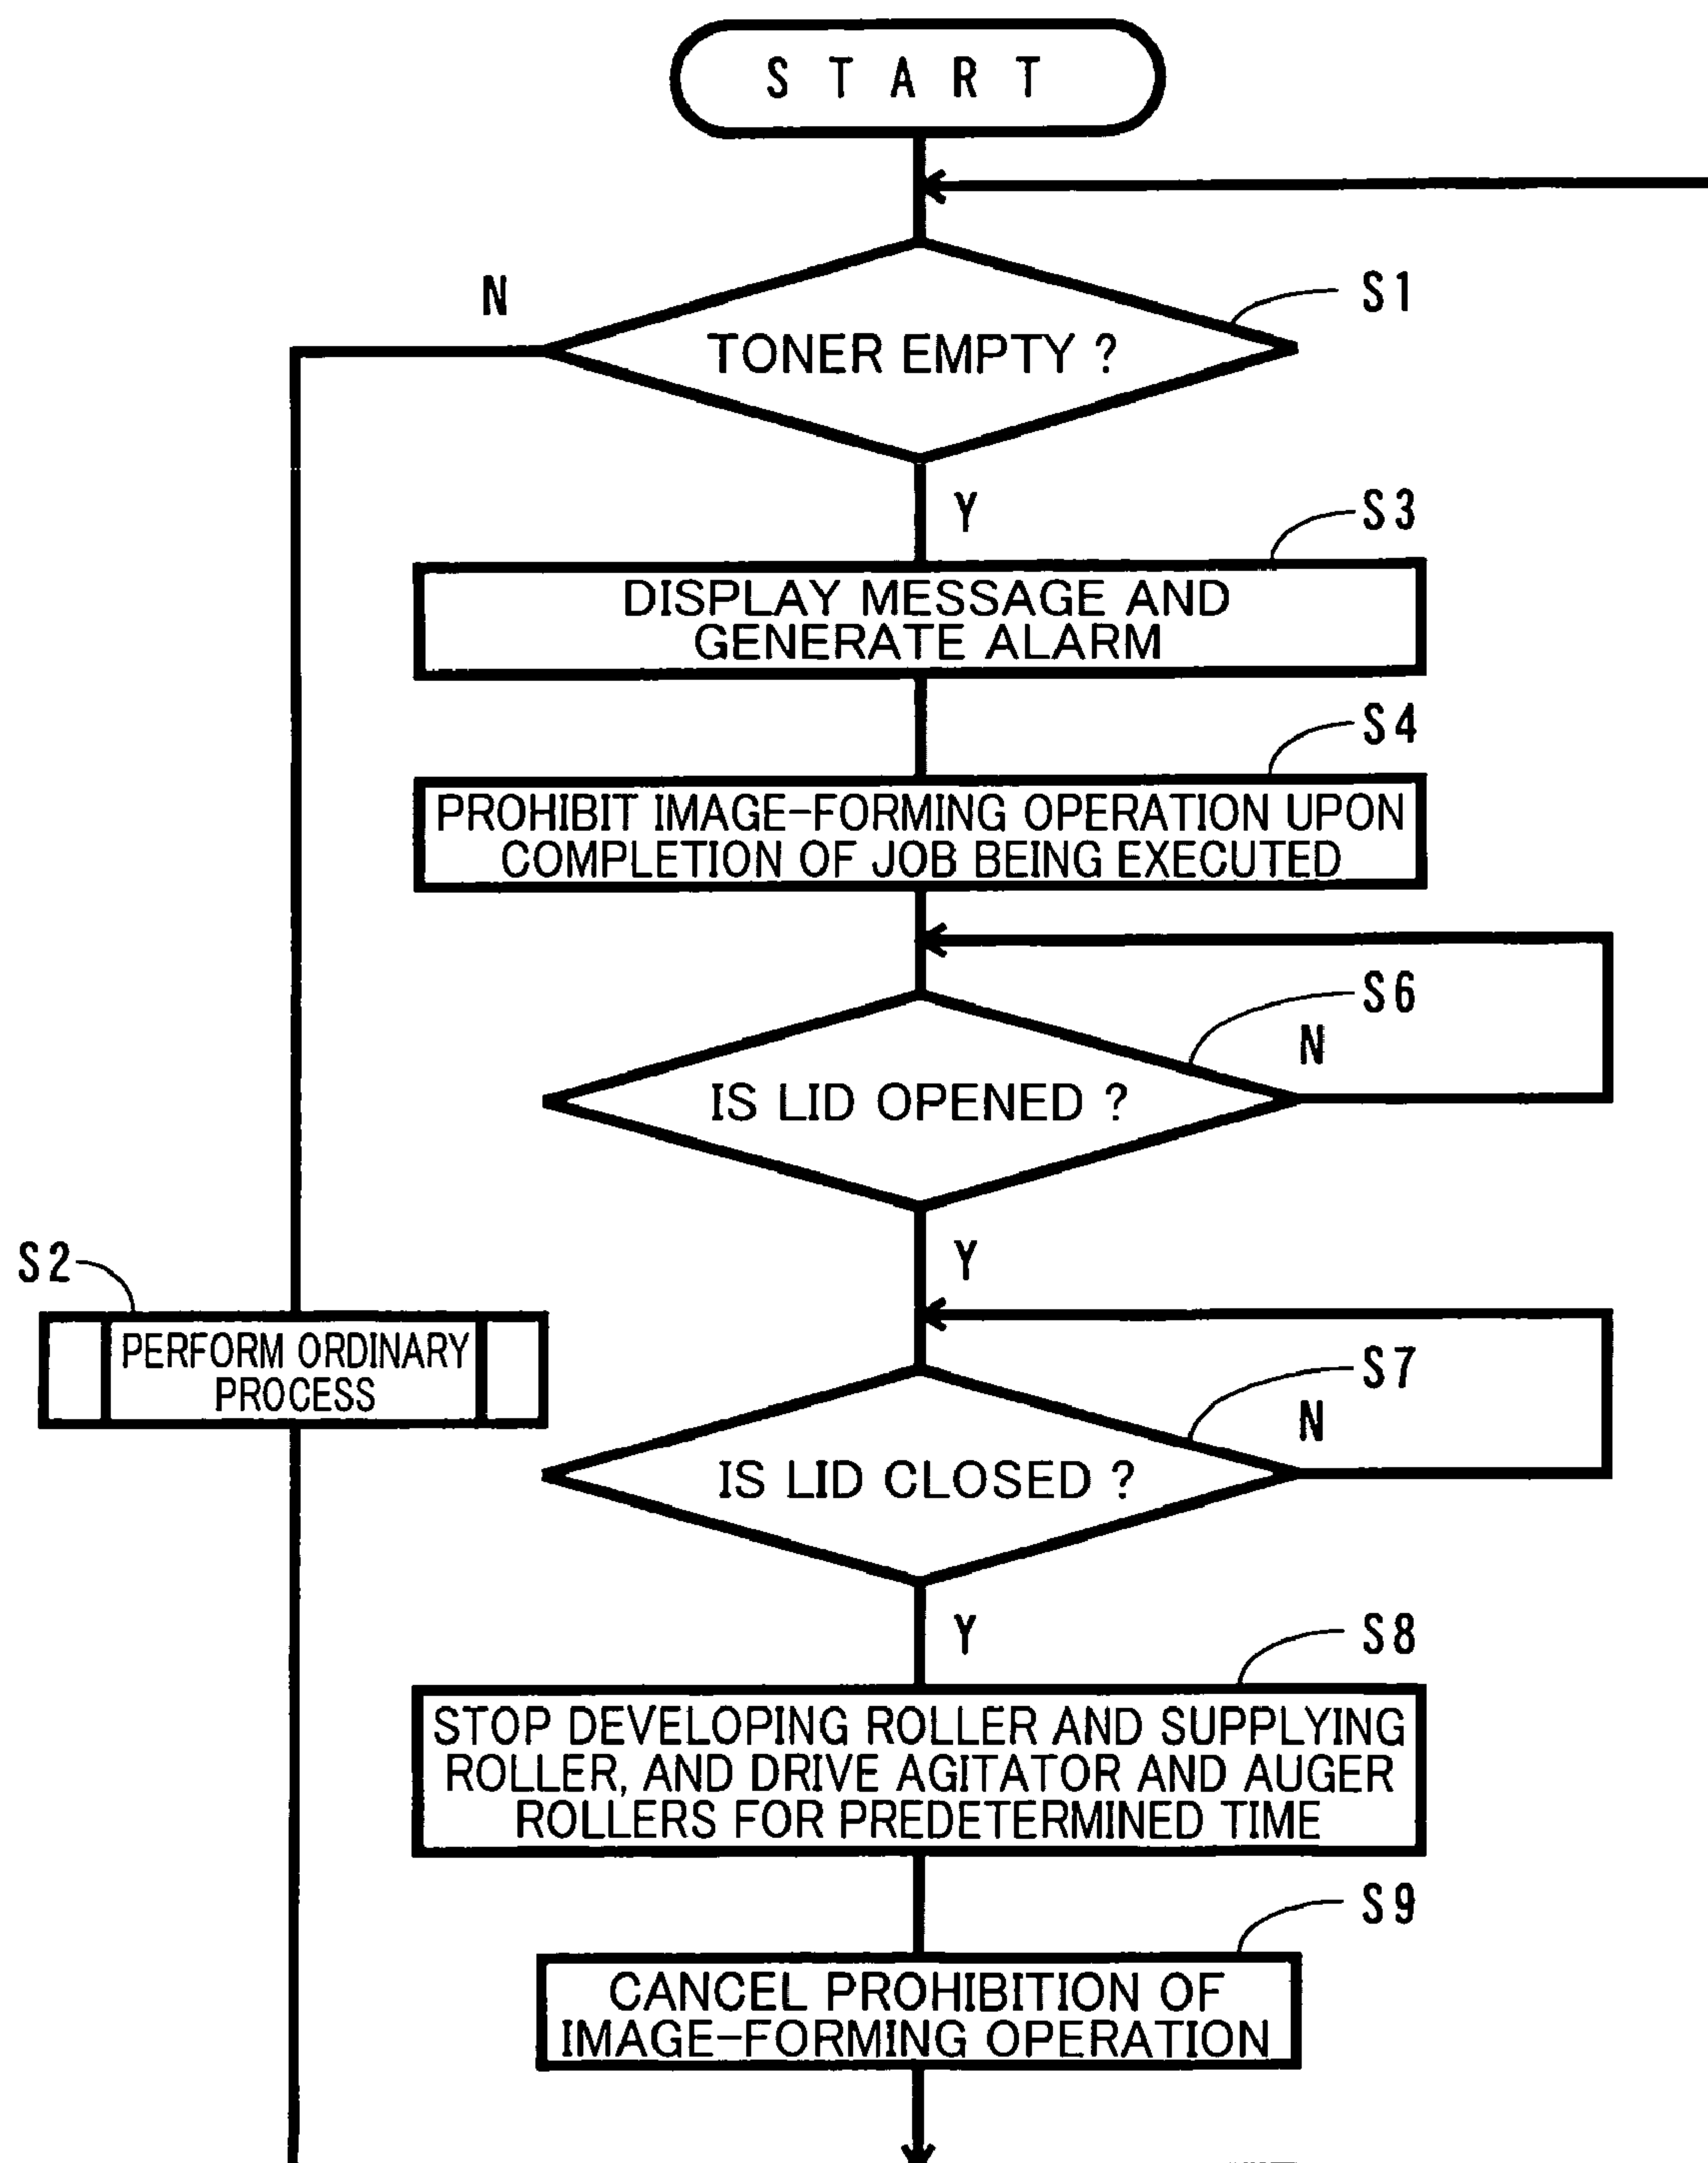 START
N
S1
TONER EMPTY ?
Y
S3
DISPLAY MESSAGE AND
GENERATE ALARM
S4
PROHIBIT IMAGE-FORMING OPERATION UPON
COMPLETION OF JOB BEING EXECUTED
S6
N
IS LID OPENED ?
Y
S2
PERFORM ORDINARY
PROCESS
S7
N
IS LID CLOSED ?
Y
S8
STOP DEVELOPING ROLLER AND SUPPLYING
ROLLER, AND DRIVE AGITATOR AND AUGER
ROLLERS FOR PREDETERMINED TIME
S9
CANCEL PROHIBITION OF
IMAGE-FORMING OPERATION